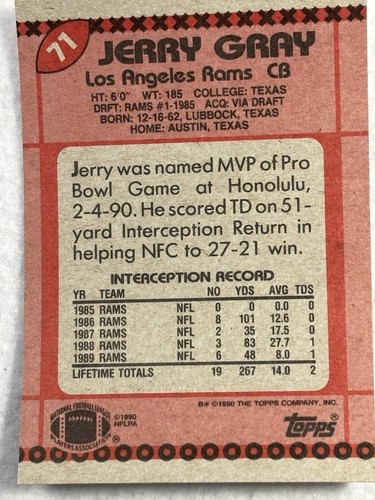 71
JERRY GRAY
Los Angeles Rams CB
HT: 6'0" WT: 185 COLLEGE: TEXAS
DRFT: RAMS #1-1985 ACQ: VIA DRAFT
BORN: 12-16-62, LUBBOCK, TEXAS
HOME: AUSTIN, TEXAS
Jerry was named MVP of Pro
Bowl Game at Honolulu,
2-4-90. He scored TD on 51-
yard Interception Return in
helping NFC to 27-21 win.
INTERCEPTION RECORD
YR TEAM NO YDS AVG TDS
1985 RAMS NFL 0 0 0.0 0
1986 RAMS NFL 8 101 12.6 0
1987 RAMS NFL 2 35 17.5 0
1988 RAMS NFL 3 83 27.7 1
1989 RAMS NFL 6 48 8.0 1
LIFETIME TOTALS 19 267 14.0 2
B# ©1990 THE TOPPS COMPANY, INC.
NATIONAL FOOTBALL LEAGUE
PLAYERS ASSOCIATION
©1990
NFLPA
topps®